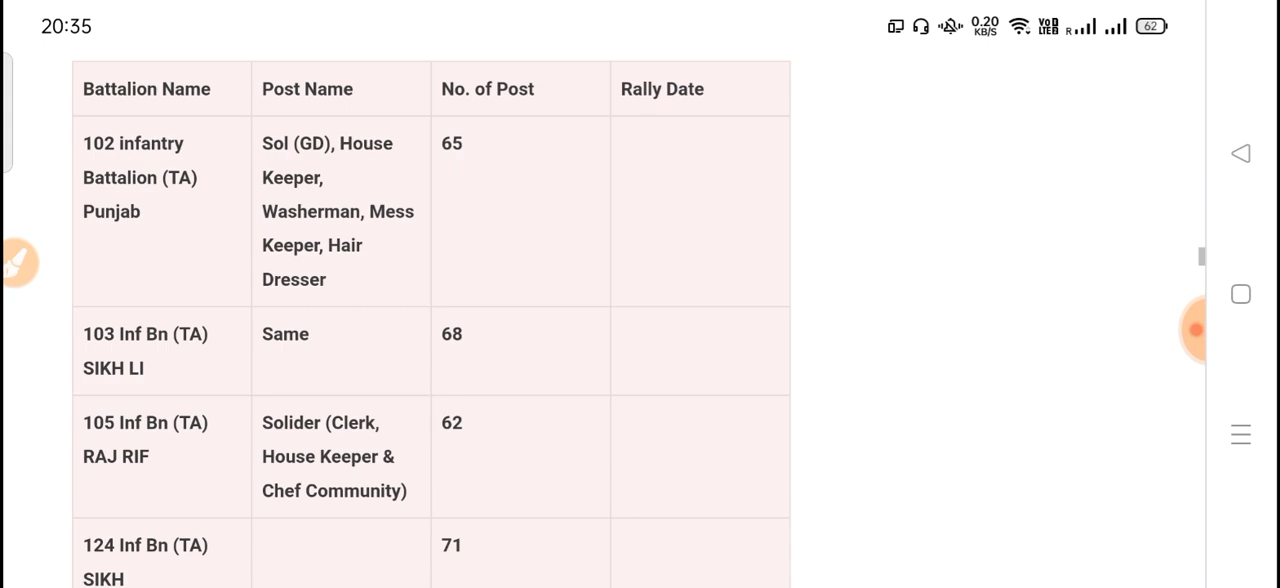 20:35
0.20
KB/S
VoD
LTE
R
62
Battalion Name Post Name No. of Post Rally Date
102 infantry Sol (GD), House 65
Battalion (TA) Keeper,
Punjab Washerman, Mess
Keeper, Hair
Dresser
103 Inf Bn (TA) Same 68
SIKH LI
105 Inf Bn (TA) Solider (Clerk, 62
RAJ RIF House Keeper &
Chef Community)
124 Inf Bn (TA) 71
SIKH